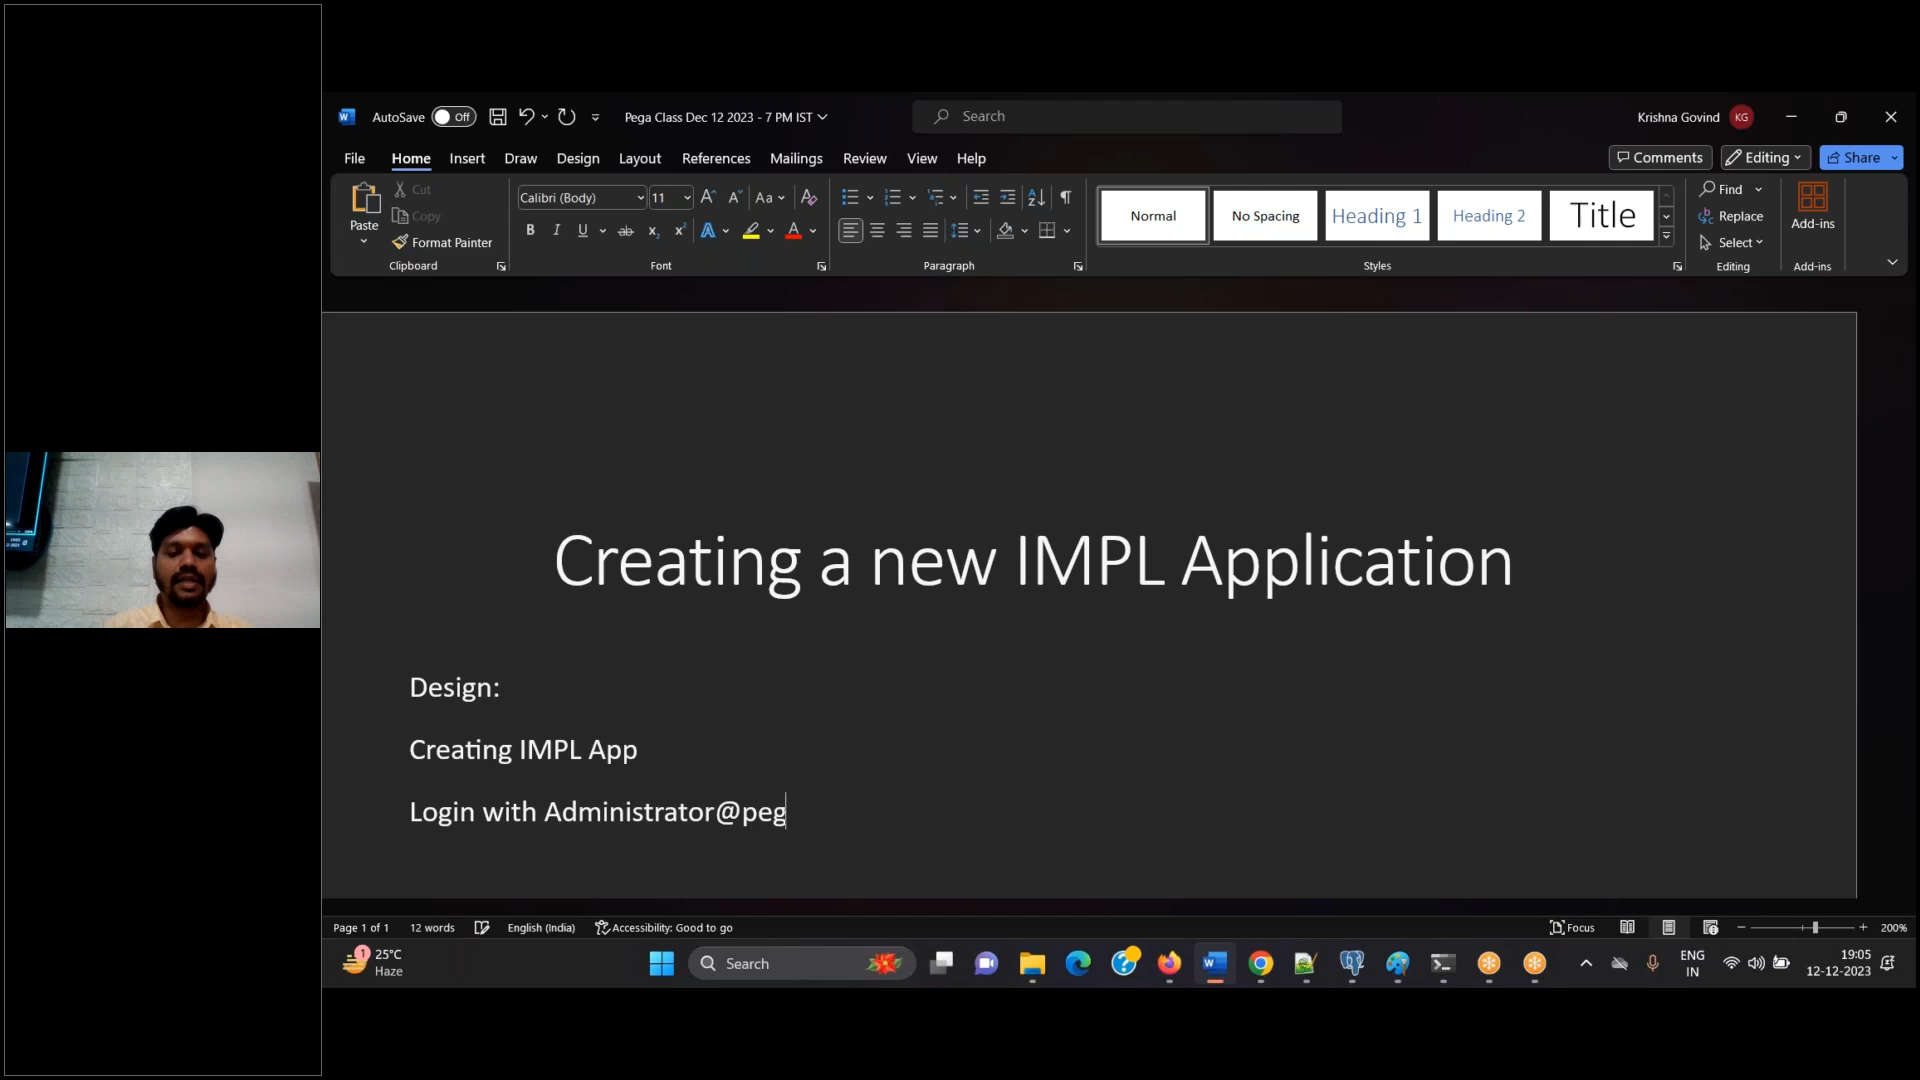 AutoSave Off
Pega Class Dec 12 2023 - 7 PM IST
Search
Krishna Govind KG
File Home Insert Draw Design Layout References Mailings Review View Help
Comments Editing Share
Paste
Cut
Copy
Format Painter
Clipboard
Calibri (Body) 11
Font
Paragraph
Normal No Spacing Heading 1 Heading 2 Title
Styles
Find
Replace
Select
Editing
Add-ins
Add-ins
Creating a new IMPL Application
Design:
Creating IMPL App
Login with Administrator@peg
Page 1 of 1 12 words English (India) Accessibility: Good to go Focus 200%
1
25°C
Haze
Search
ENG
IN
19:05
12-12-2023